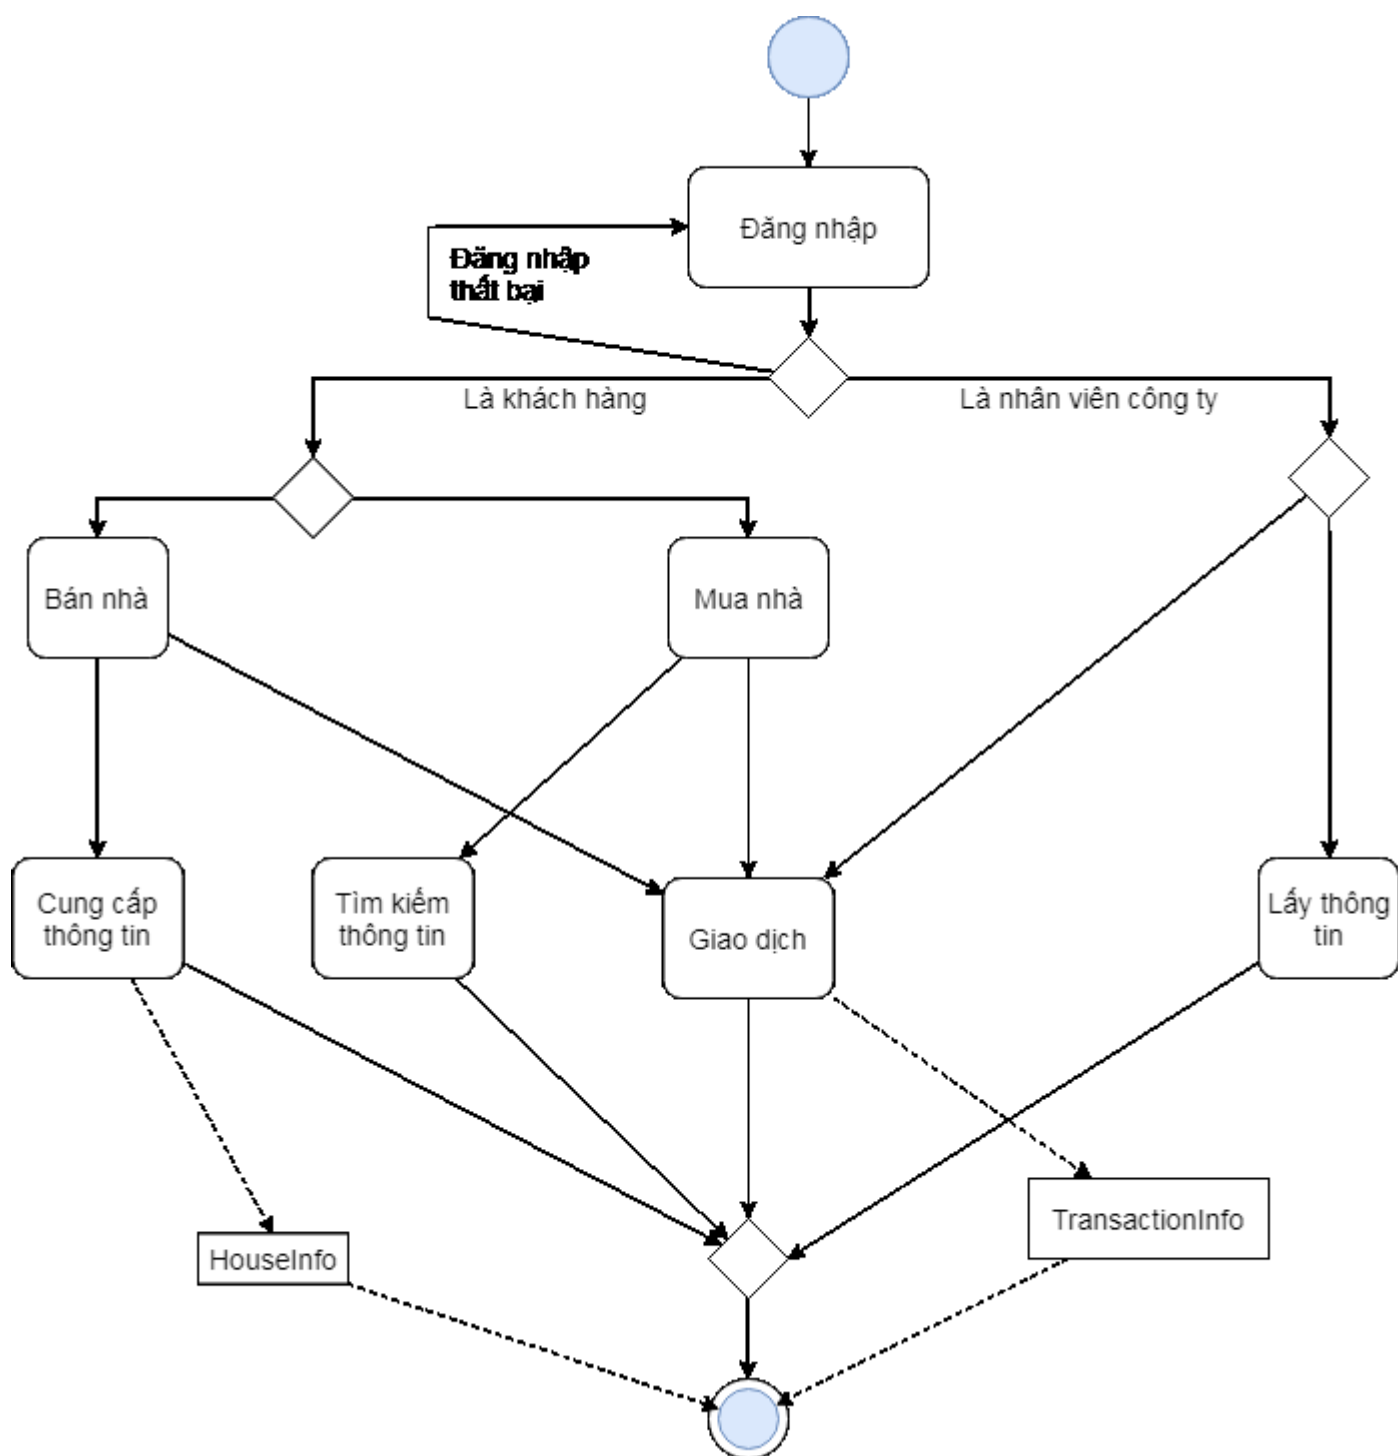 Đăng nhập
Đăng nhập
thất bại
Là khách hàng
Là nhân viên công ty
Bán nhà
Mua nhà
Cung cấp
thông tin
Tìm kiếm
thông tin
Giao dịch
Lấy thông
tin
HouseInfo
TransactionInfo